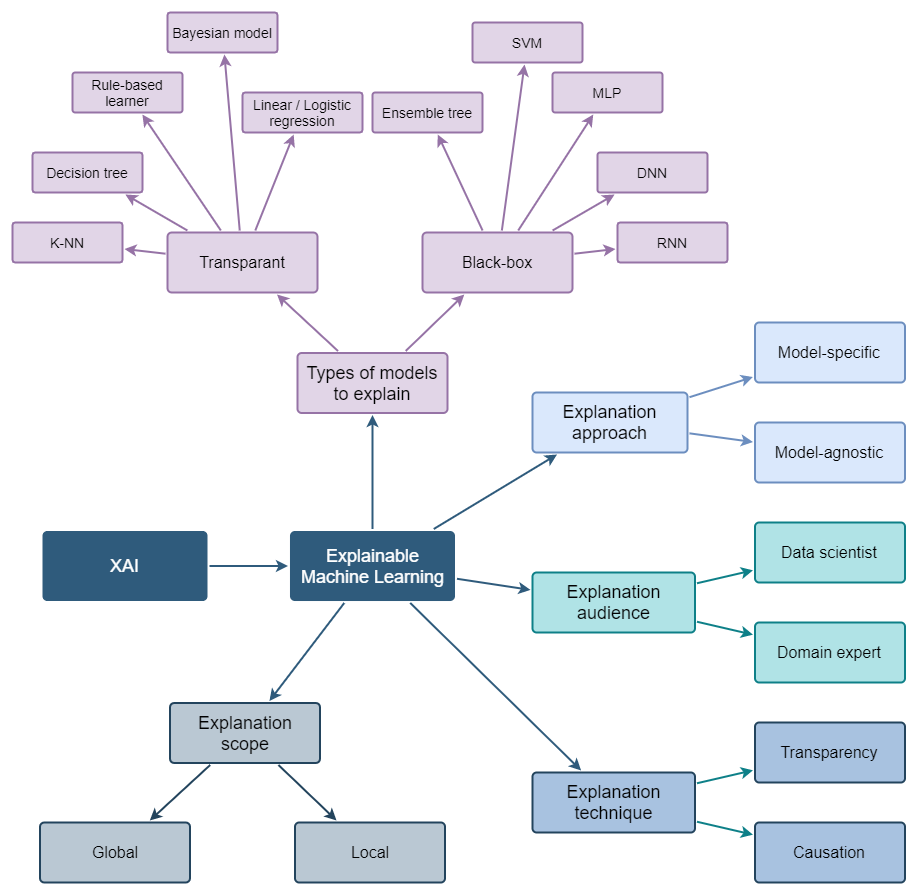 Bayesian model
SVM
Rule-based
learner
Linear / Logistic
regression
Ensemble tree
MLP
Decision tree
DNN
K-NN
Transparant
Black-box
RNN
Types of models
to explain
Model-specific
Explanation
approach
Model-agnostic
XAI
Explainable
Machine Learning
Data scientist
Explanation
audience
Domain expert
Explanation
scope
Transparency
Explanation
technique
Global
Local
Causation